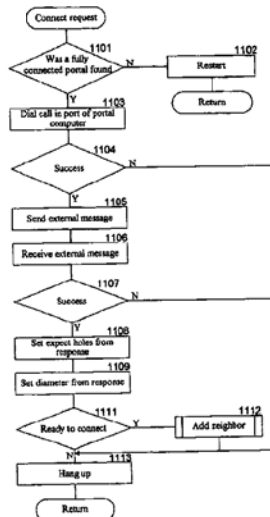 Connect request
1101
Was a fully
connected portal found
N
1102
Restart
Return
Y
1103
Dial call in port of portal
computer
1104
Success
Y
1105
Send external message
1106
Receive external message
1107
Success
Y
1108
Set expect holes from
response
1109
Set diameter from response
1111
Ready to connect
Y
1112
Add neighbor
N
1113
Hang up
Return